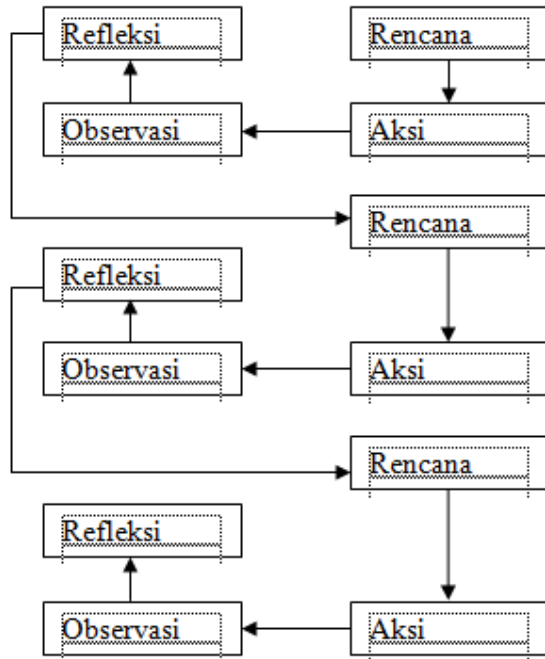 Refleksi
Rencana
Observasi
Aksi
Rencana
Refleksi
Observasi
Aksi
Rencana
Refleksi
Observasi
Aksi